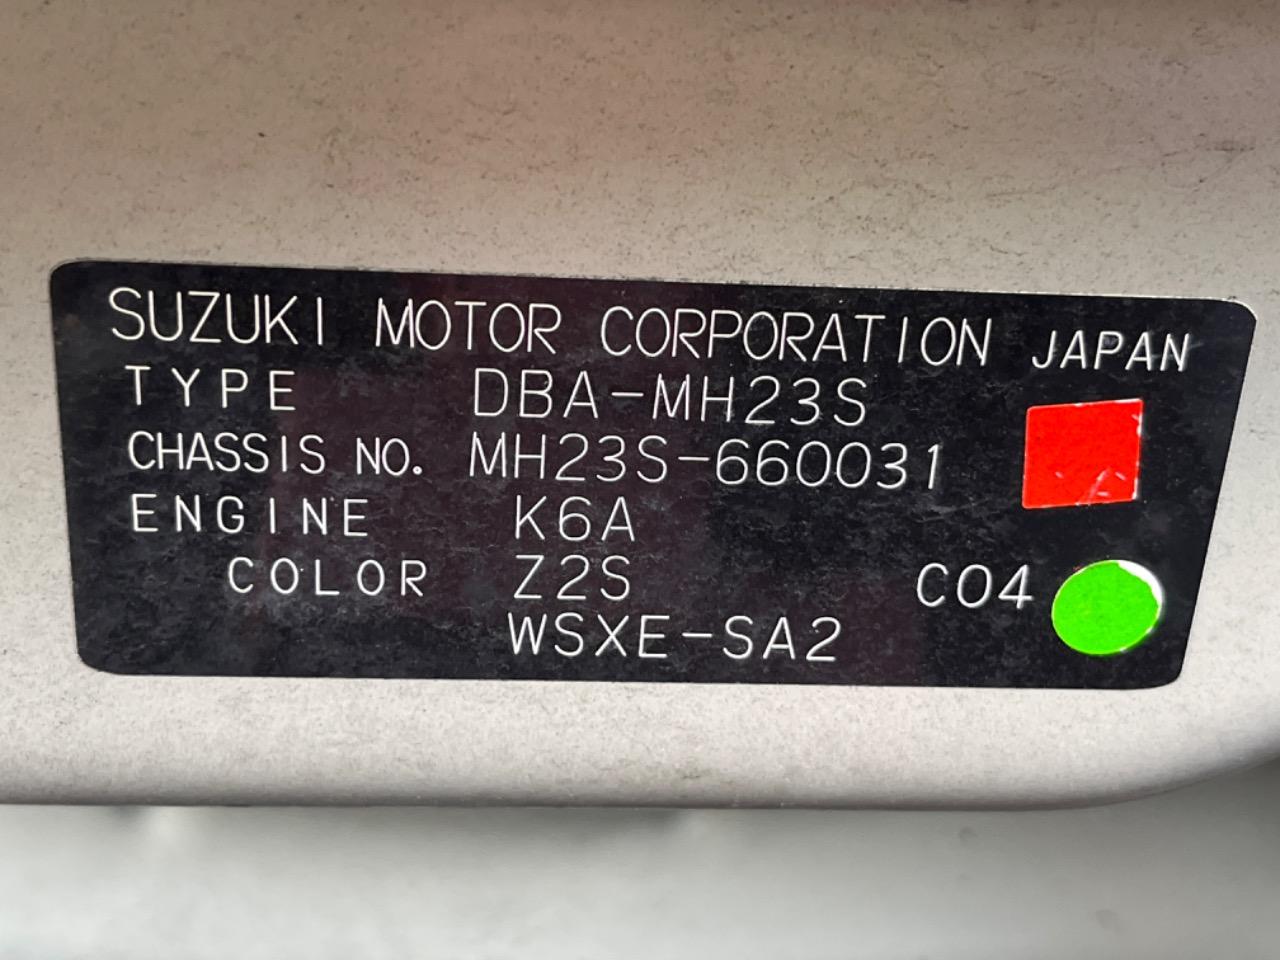 SUZUKI MOTOR CORPORATION JAPAN
TYPE DBA-MH23S
CHASSIS NO. MH23S-660031
ENGINE K6A
COLOR Z2S C04
WSXE-SA2